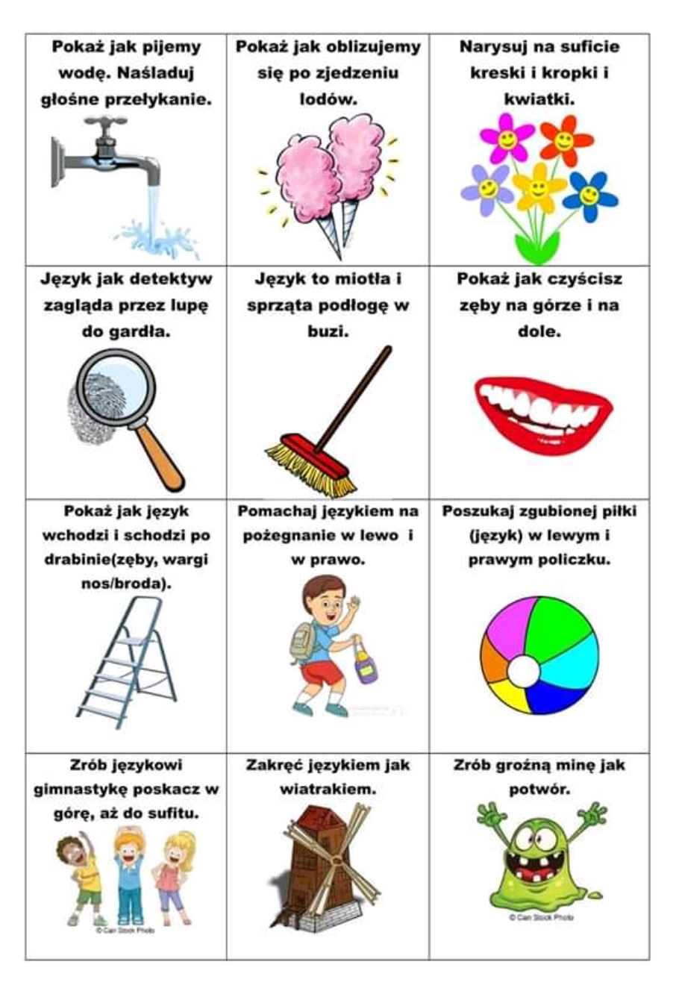 Pokaż jak pijemy
wodę. Naśladuj
głośne przełykanie.
Pokaż jak oblizujemy
się po zjedzeniu
lodów.
Narysuj na suficie
kreski i kropki i
kwiatki.
Język jak detektyw
zagląda przez lupę
do gardła.
Język to miotła i
sprząta podłogę w
buzi.
Pokaż jak czyścisz
zęby na górze i na
dole.
Pokaż jak język
wchodzi i schodzi po
drabinie(zęby, wargi
nos/broda).
Pomachaj językiem na
pożegnanie w lewo i
w prawo.
Poszukaj zgubionej piłki
(język) w lewym i
prawym policzku.
Zrób językowi
gimnastykę poskacz w
górę, aż do sufitu.
© Can Stock Photo
Zakręć językiem jak
wiatrakiem.
Zrób groźną minę jak
potwór.
© Can Stock Photo